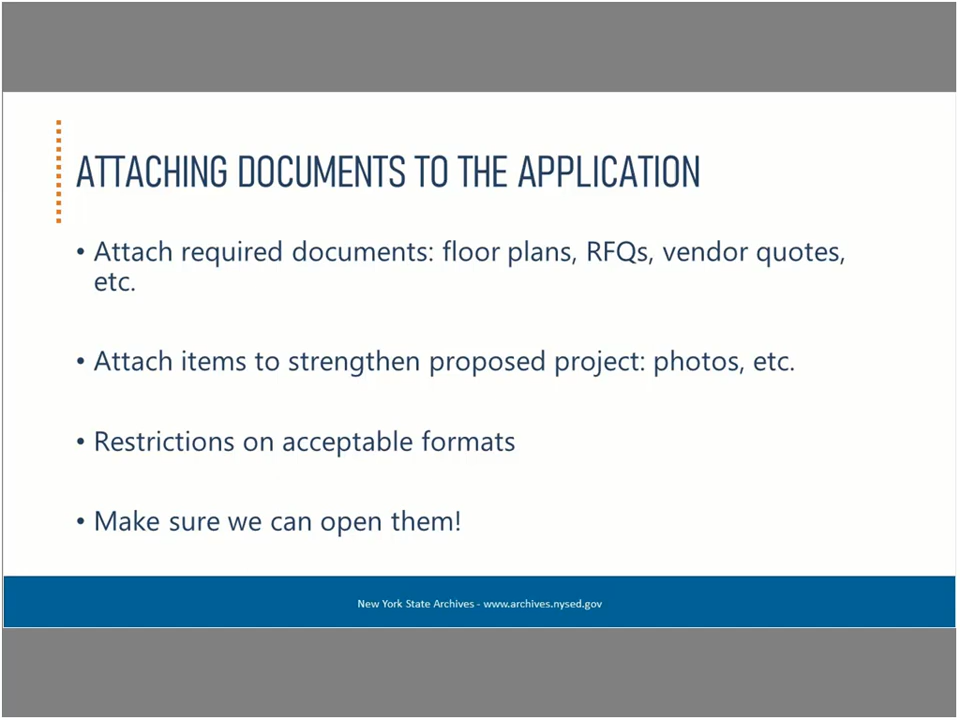 ATTACHING DOCUMENTS TO THE APPLICATION
• Attach required documents: floor plans, RFQs, vendor quotes,
etc.
• Attach items to strengthen proposed project: photos, etc.
• Restrictions on acceptable formats
• Make sure we can open them!
New York State Archives - www.archives.nysed.gov